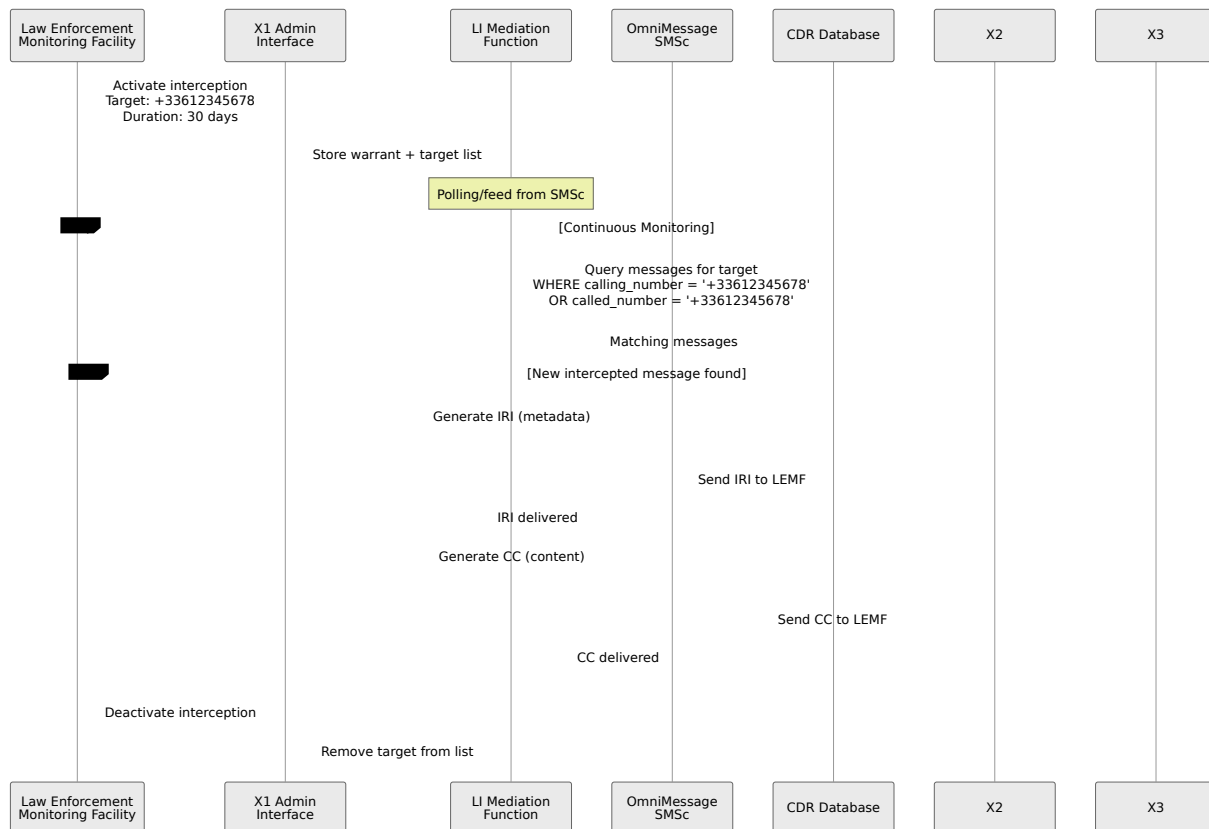 Law Enforcement
Monitoring Facility
X1 Admin
Interface
LI Mediation
Function
OmniMessage
SMSc
CDR Database
X2
X3
Activate interception
Target: +33612345678
Duration: 30 days
Store warrant + target list
Polling/feed from SMSc
[Continuous Monitoring]
Query messages for target
WHERE calling_number = '+33612345678'
OR called_number = '+33612345678'
Matching messages
[New intercepted message found]
Generate IRI (metadata)
Send IRI to LEMF
IRI delivered
Generate CC (content)
Send CC to LEMF
CC delivered
Deactivate interception
Remove target from list
Law Enforcement
Monitoring Facility
X1 Admin
Interface
LI Mediation
Function
OmniMessage
SMSc
CDR Database
X2
X3